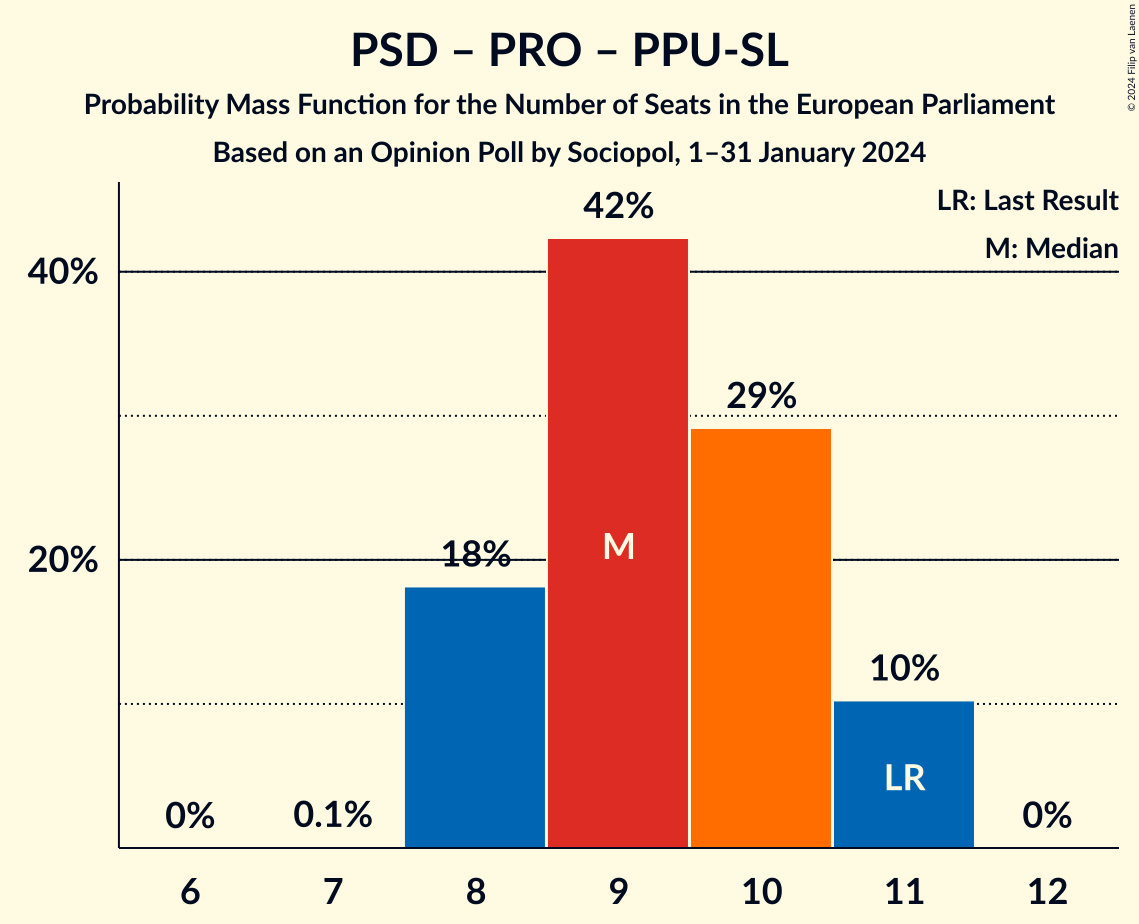 PSD – PRO – PPU-SL
Probability Mass Function for the Number of Seats in the European Parliament
Based on an Opinion Poll by Sociopol, 1–31 January 2024
© 2024 Filip van Laenen
LR: Last Result
M: Median
42%
40%
29%
20%
18%
M
10%
LR
0%
0.1%
0%
6 7 8 9 10 11 12